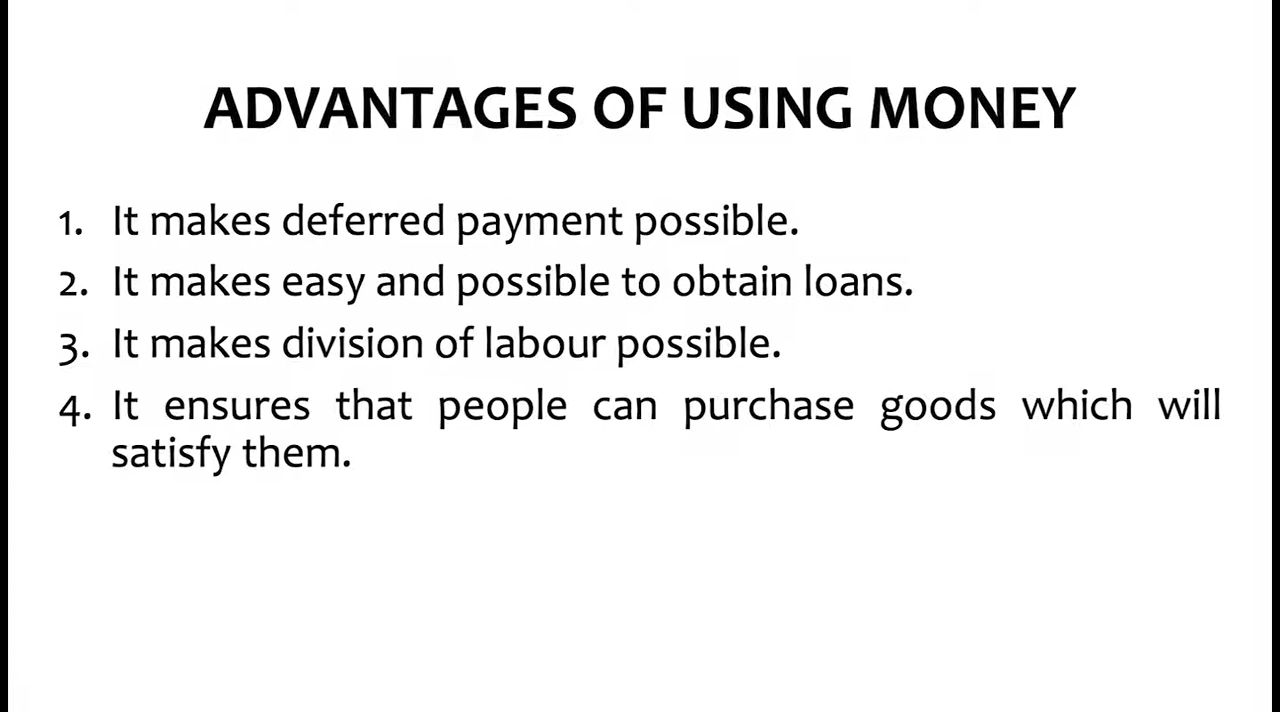 ADVANTAGES OF USING MONEY
1. It makes deferred payment possible.
2. It makes easy and possible to obtain loans.
3. It makes division of labour possible.
4. It ensures that people can purchase goods which will
satisfy them.